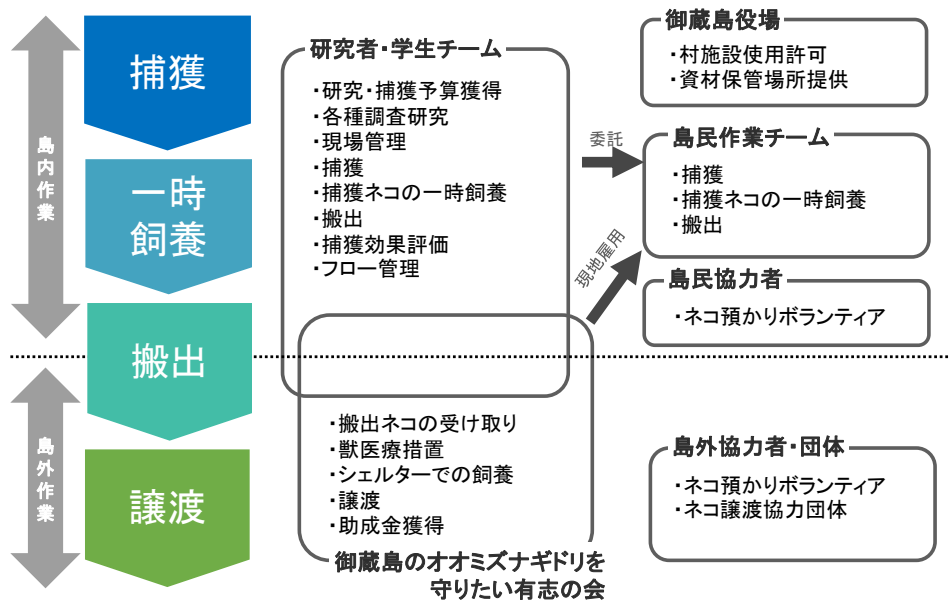 島内作業
島外作業
捕獲
一時
飼養
搬出
譲渡
研究者・学生チーム
・研究・捕獲予算獲得
・各種調査研究
・現場管理
・捕獲
・捕獲ネコの一時飼養
・搬出
・捕獲効果評価
・フロー管理
・搬出ネコの受け取り
・獣医療措置
・シェルターでの飼養
・譲渡
・助成金獲得
御蔵島のオオミズナギドリを
守りたい有志の会
委託
現地雇用
御蔵島役場
・村施設使用許可
・資材保管場所提供
島民作業チーム
・捕獲
・捕獲ネコの一時飼養
・搬出
島民協力者
・ネコ預かりボランティア
島外協力者・団体
・ネコ預かりボランティア
・ネコ譲渡協力団体